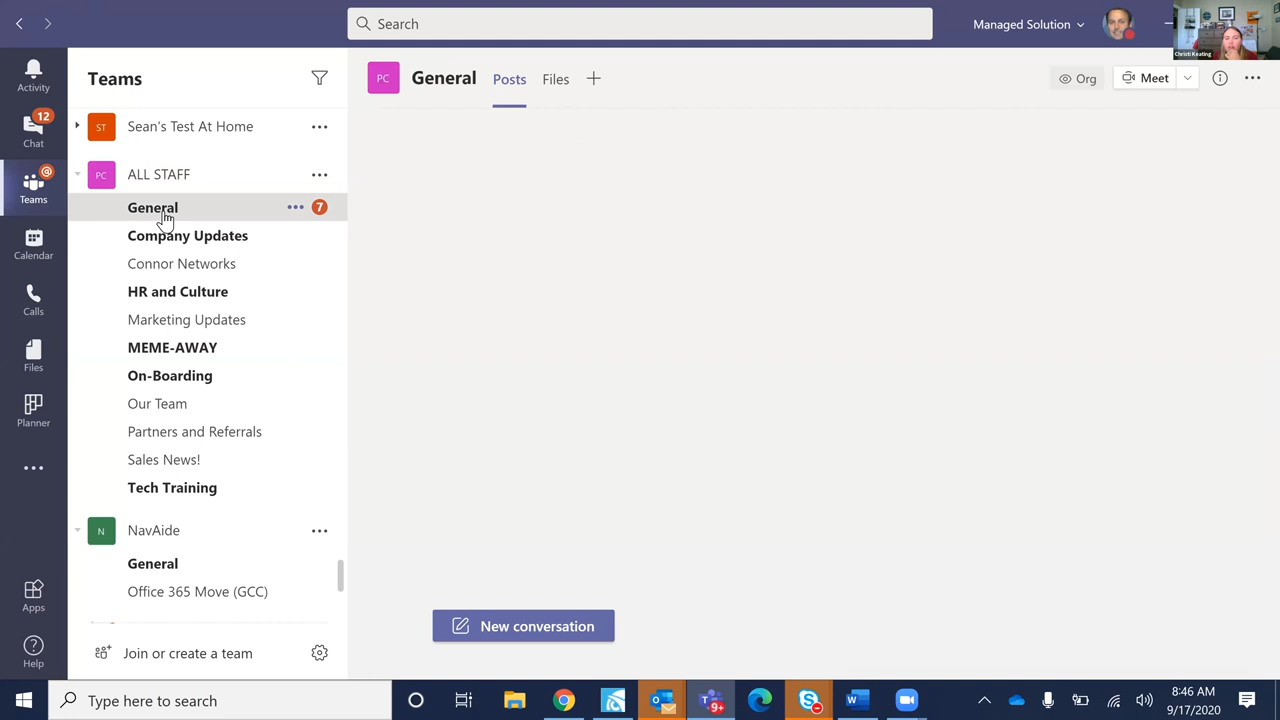 Search
Managed Solution
Christi Keating
Activity
12
Chat
Teams
Calendar
Calls
Files
Planner
Apps
Help
Teams
ST Sean's Test At Home
PC ALL STAFF
General 7
Company Updates
Connor Networks
HR and Culture
Marketing Updates
MEME-AWAY
On-Boarding
Our Team
Partners and Referrals
Sales News!
Tech Training
N NavAide
General
Office 365 Move (GCC)
Join or create a team
PC General Posts Files Org Meet
New conversation
Type here to search
9+
8:46 AM
9/17/2020